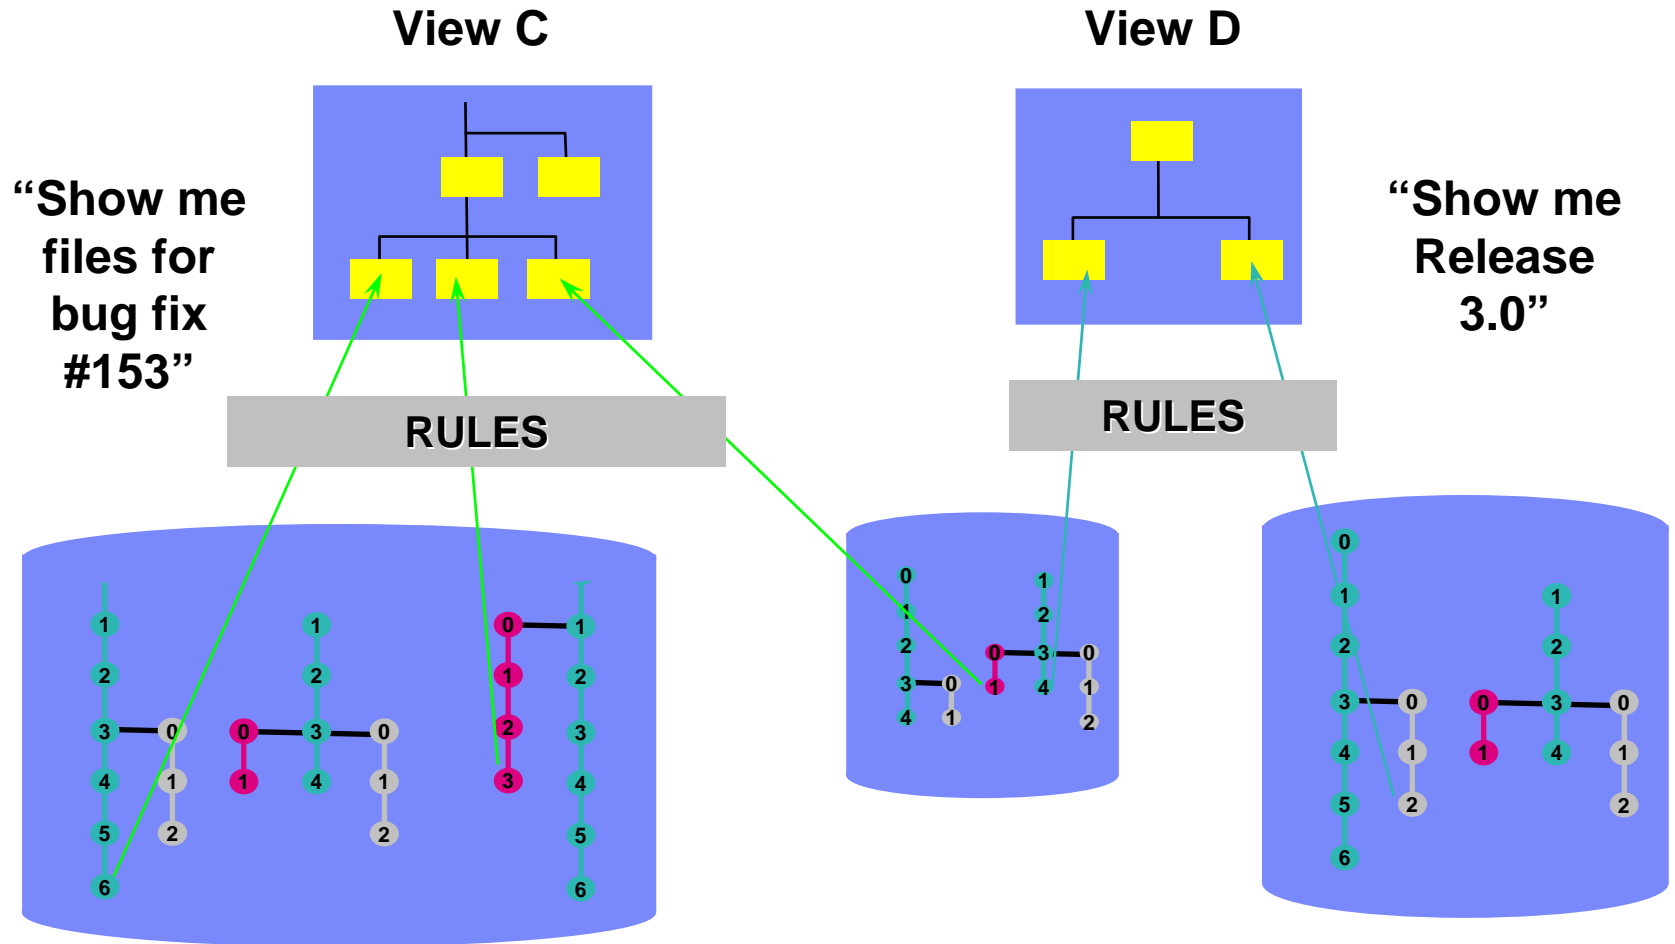 View C
View D
“Show me
files for
bug fix
#153”
“Show me
Release
3.0”
RULES
RULES
1 1 0 1
2 2 1 2
3 0 0 3 0 2 3
4 1 1 4 1 3 4
5 2 2 5
6 6
0 1
1 2
2 0 3 0
3 0 1 4 1
4 1 2
0
1 1
2 2
3 0 0 3 0
4 1 1 4 1
5 2 2
6